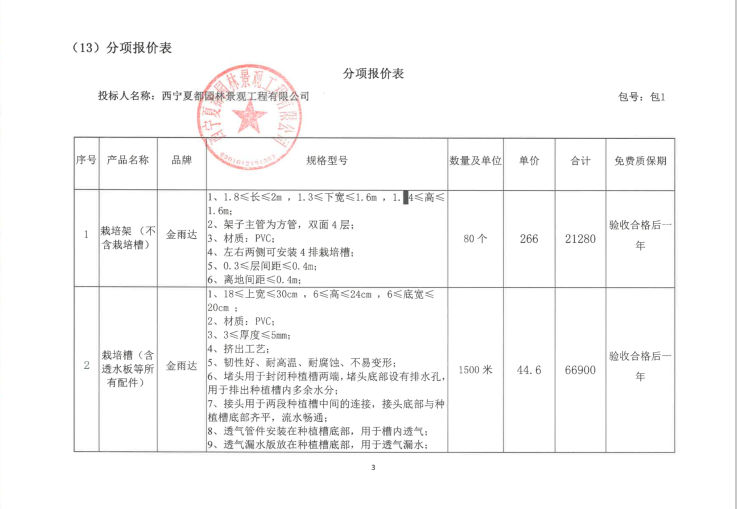 （13）分项报价表
分项报价表
投标人名称：西宁夏都园林景观工程有限公司 包号：包1
西宁夏都园林景观工程有限公司
序号 产品名称 品牌 规格型号 数量及单位 单价 合计 免费质保期
1 栽培架（不含栽培槽） 金雨达
1、1.8≤长≤2m ，1.3≤下宽≤1.6m ，1.4≤高≤
1.6m；
2、架子主管为方管，双面 4 层；
3、材质：PVC；
4、左右两侧可安装 4 排栽培槽；
5、0.3≤层间距≤0.4m；
6、离地间距≤0.4m；
80 个 266 21280 验收合格后一年
2 栽培槽（含透水板等所有配件） 金雨达
1、18≤上宽≤30cm ，6≤高≤24cm ，6≤底宽≤
20cm ；
2、材质：PVC；
3、3≤厚度≤5mm；
4、挤出工艺；
5、韧性好、耐高温、耐腐蚀、不易变形；
6、堵头用于封闭种植槽两端，堵头底部设有排水孔，
用于排出种植槽内多余水分；
7、接头用于两段种植槽中间的连接，接头底部与种
植槽底部齐平，流水畅通；
8、透气管件安装在种植槽底部，用于槽内透气；
9、透气漏水版放在种植槽底部，用于透气漏水；
1500 米 44.6 66900 验收合格后一年
3